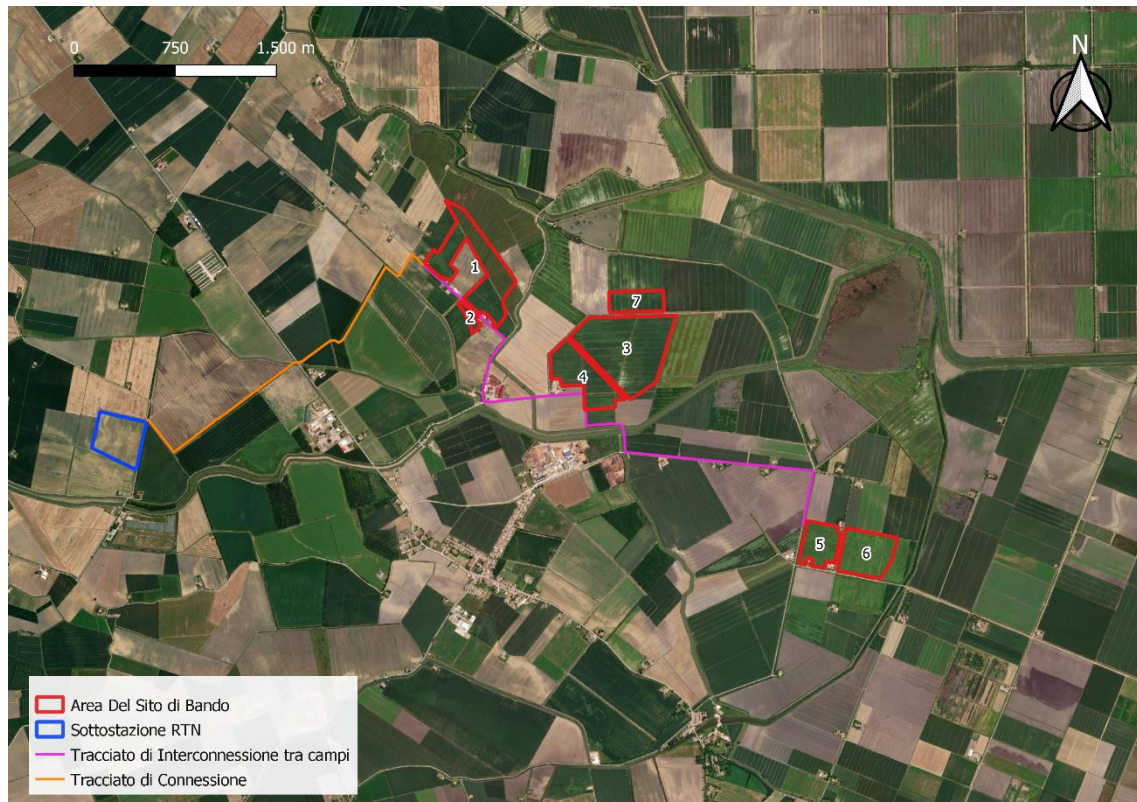 0 750 1.500 m
N
1
2
7
3
4
5
6
Area Del Sito di Bando
Sottostazione RTN
Tracciato di Interconnessione tra campi
Tracciato di Connessione